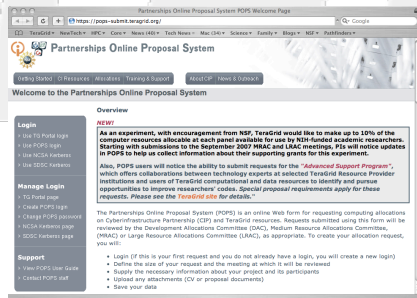 Partnerships Online Proposal System POPS Welcome Page
https://pops-submit.teragrid.org/
Google
TeraGrid NewTech HPC Core News (40) Tech News Mac (34) Science Family Blogs NSF Pathfinders
Partnerships Online Proposal System
Getting Started CI Resources Allocations Training & Support About CIP News & Outreach
Welcome to the Partnerships Online Proposal System
Login
Use TG Portal login
Use POPS login
Use NCSA Kerberos
Use SDSC Kerberos
Manage Login
TG Portal page
Create POPS login
Change POPS password
NCSA Kerberos page
SDSC Kerberos page
Support
View POPS User Guide
Contact POPS staff
Overview
NEW!
As an experiment, with encouragement from NSF, TeraGrid would like to make up to 10% of the
computer resources allocable at each panel available for use by NIH-funded academic researchers.
Starting with submissions to the September 2007 MRAC and LRAC meetings, PIs will notice updates
in POPS to help us collect information about their supporting grants for this experiment.
Also, POPS users will notice the ability to submit requests for the "Advanced Support Program",
which offers collaborations between technology experts at selected TeraGrid Resource Provider
institutions and users of TeraGrid computational and data resources to identify and pursue
opportunities to improve researchers' codes. Special proposal requirements apply for these
requests. Please see the TeraGrid site for details."
The Partnerships Online Proposal System (POPS) is an online Web form for requesting computing allocations
on Cyberinfrastructure Partnership (CIP) and TeraGrid resources. Requests submitted using this form will be
reviewed by the Development Allocations Committee (DAC), Medium Resource Allocations Committee,
(MRAC) or Large Resource Allocations Committee (LRAC), as appropriate. To create your allocation request,
you will:
Login (if this is your first request and you do not already have a login, you will create a new login)
Define the size of your request and the meeting at which it will be reviewed
Supply the necessary information about your project and its participants
Upload any attachments (CV or proposal documents)
Save your data